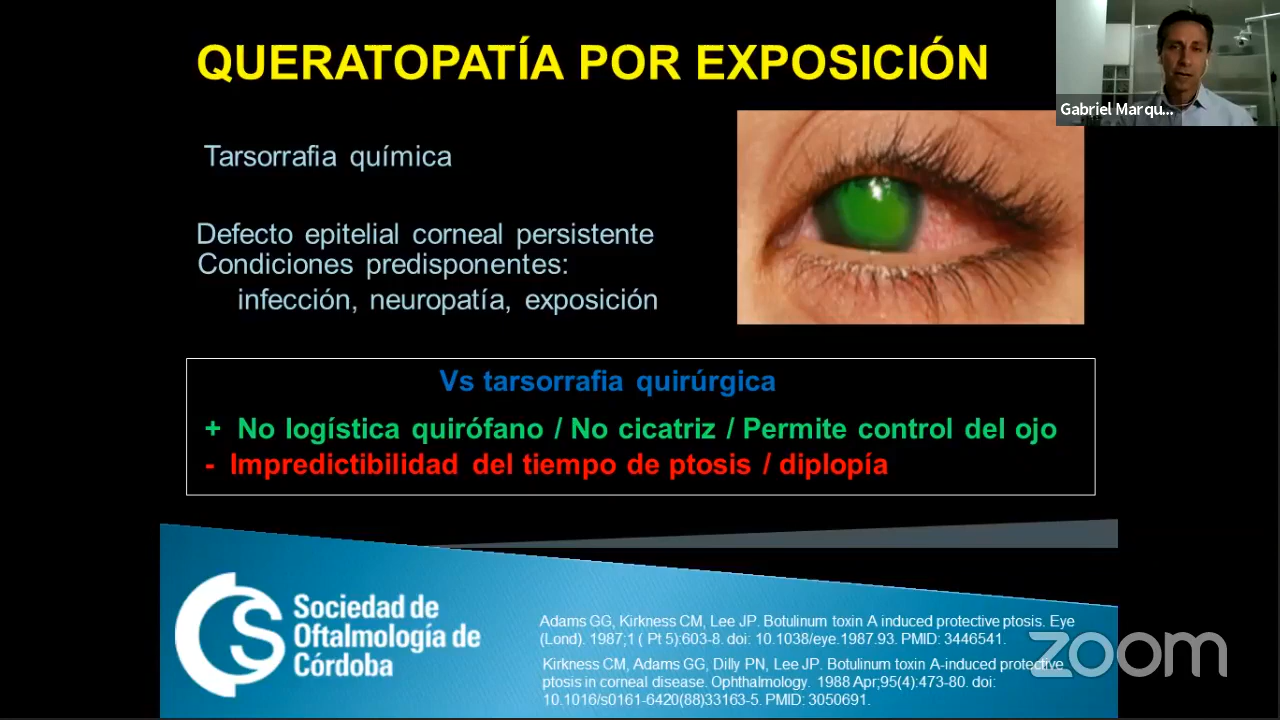 QUERATOPATÍA POR EXPOSICIÓN
Gabriel Marqu...
Tarsorrafia química
Defecto epitelial corneal persistente
Condiciones predisponentes:
infección, neuropatía, exposición
Vs tarsorrafia quirúrgica
+ No logística quirófano / No cicatriz / Permite control del ojo
- Impredictibilidad del tiempo de ptosis / diplopía
CS
Sociedad de
Oftalmología de
Córdoba
Adams GG, Kirkness CM, Lee JP. Botulinum toxin A induced protective ptosis. Eye
(Lond). 1987;1 ( Pt 5):603-8. doi: 10.1038/eye.1987.93. PMID: 3446541.
Kirkness CM, Adams GG, Dilly PN, Lee JP. Botulinum toxin A-induced protective
ptosis in corneal disease. Ophthalmology. 1988 Apr;95(4):473-80. doi:
10.1016/s0161-6420(88)33163-5. PMID: 3050691.
zoom